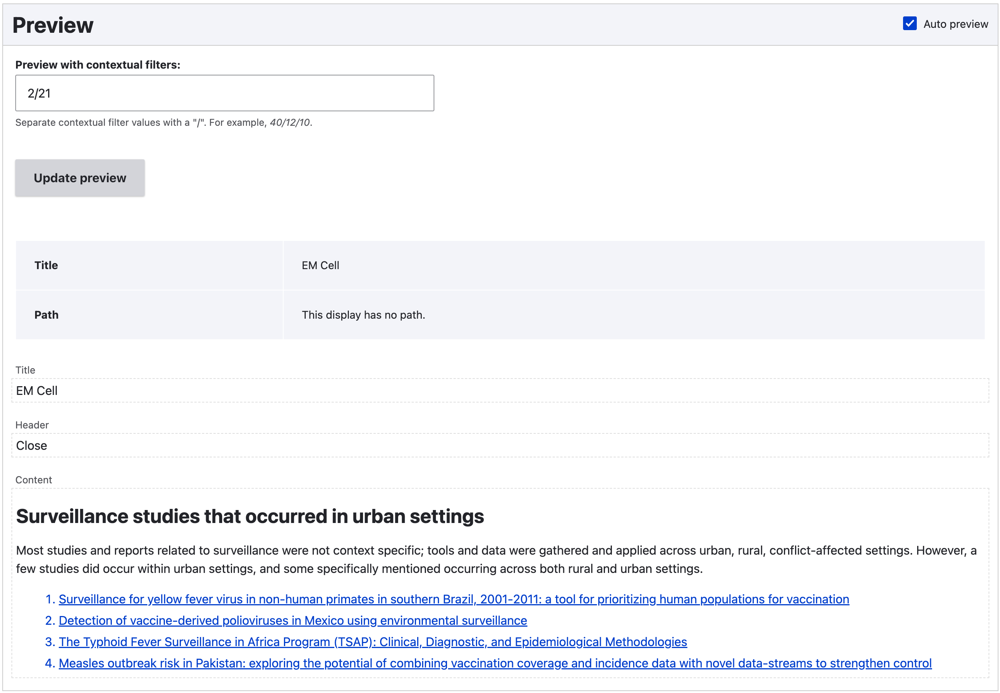 Preview
Auto preview
Preview with contextual filters:
2/21
Separate contextual filter values with a "/". For example, 40/12/10.
Update preview
Title
EM Cell
Path
This display has no path.
Title
EM Cell
Header
Close
Content
Surveillance studies that occurred in urban settings
Most studies and reports related to surveillance were not context specific; tools and data were gathered and applied across urban, rural, conflict-affected settings. However, a
few studies did occur within urban settings, and some specifically mentioned occurring across both rural and urban settings.
1. Surveillance for yellow fever virus in non-human primates in southern Brazil, 2001-2011: a tool for prioritizing human populations for vaccination
2. Detection of vaccine-derived polioviruses in Mexico using environmental surveillance
3. The Typhoid Fever Surveillance in Africa Program (TSAP): Clinical, Diagnostic, and Epidemiological Methodologies
4. Measles outbreak risk in Pakistan: exploring the potential of combining vaccination coverage and incidence data with novel data-streams to strengthen control